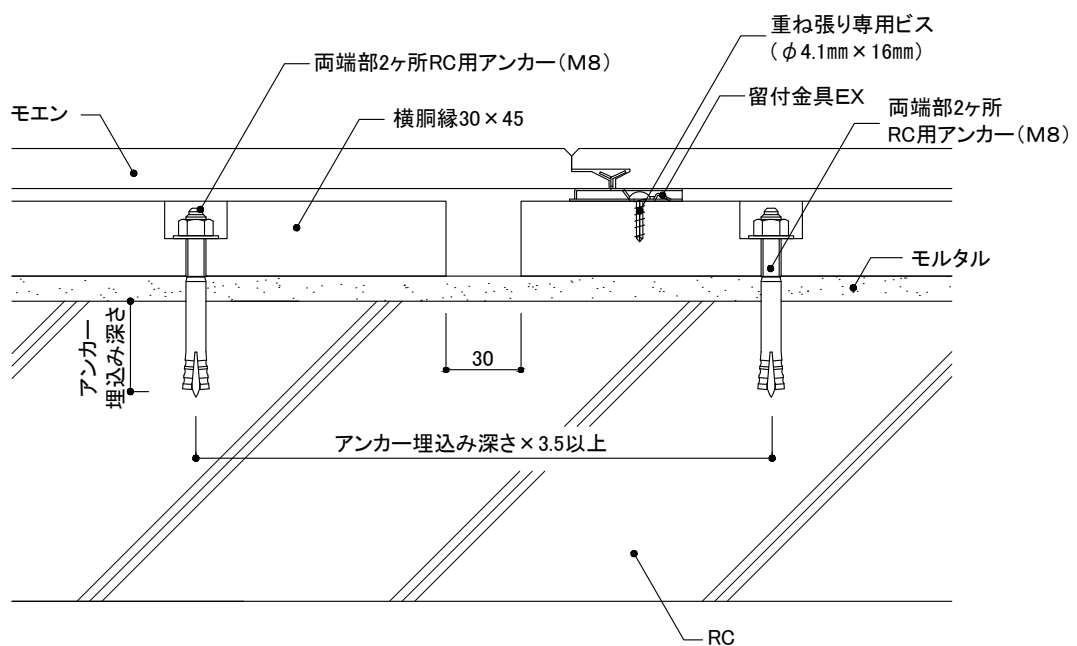 重ね張り専用ビス
（φ4.1mm×16mm）
両端部2ヶ所RC用アンカー（M8）
留付金具EX
両端部2ヶ所
RC用アンカー（M8）
モエン
横胴縁30×45
モルタル
アンカー
埋込み深さ
30
アンカー埋込み深さ×3.5以上
RC